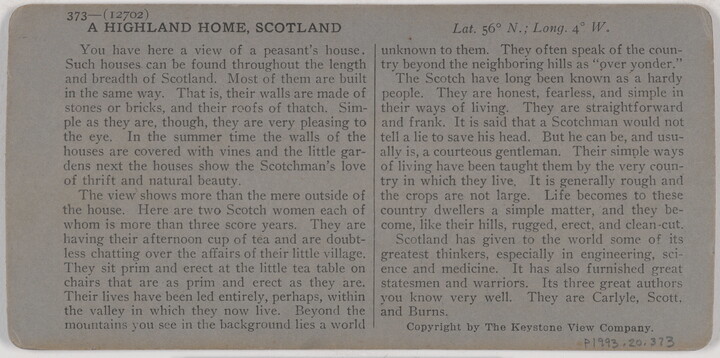 373—(12702)
A HIGHLAND HOME, SCOTLAND
Lat. 56° N.; Long. 4° W.
You have here a view of a peasant's house.
Such houses can be found throughout the length
and breadth of Scotland. Most of them are built
in the same way. That is, their walls are made of
stones or bricks, and their roofs of thatch. Sim-
ple as they are, though, they are very pleasing to
the eye. In the summer time the walls of the
houses are covered with vines and the little gar-
dens next the houses show the Scotchman's love
of thrift and natural beauty.
The view shows more than the mere outside of
the house. Here are two Scotch women each of
whom is more than three score years. They are
having their afternoon cup of tea and are doubt-
less chatting over the affairs of their little village.
They sit prim and erect at the little tea table on
chairs that are as prim and erect as they are.
Their lives have been led entirely, perhaps, within
the valley in which they now live. Beyond the
mountains you see in the background lies a world
unknown to them. They often speak of the coun-
try beyond the neighboring hills as "over yonder."
The Scotch have long been known as a hardy
people. They are honest, fearless, and simple in
their ways of living. They are straightforward
and frank. It is said that a Scotchman would not
tell a lie to save his head. But he can be, and usu-
ally is, a courteous gentleman. Their simple ways
of living have been taught them by the very coun-
try in which they live. It is generally rough and
the crops are not large. Life becomes to these
country dwellers a simple matter, and they be-
come, like their hills, rugged, erect, and clean-cut.
Scotland has given to the world some of its
greatest thinkers, especially in engineering, sci-
ence and medicine. It has also furnished great
statesmen and warriors. Its three great authors
you know very well. They are Carlyle, Scott,
and Burns.
Copyright by The Keystone View Company.
P1993.20.373